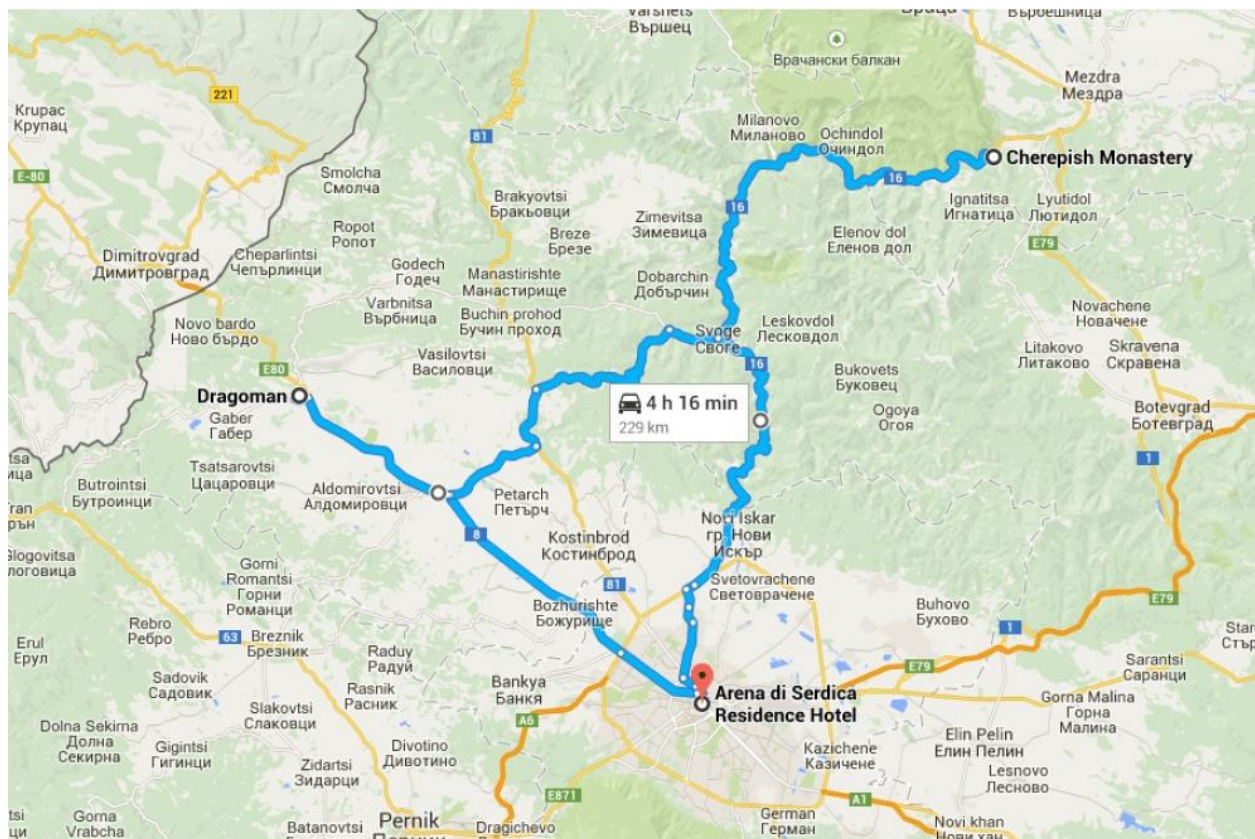 Varshets
Вършец
Враца
Върбешница
Врачански балкан
Krupac
Крупац
221
Mezdra
Мездра
81
Milanovo
Миланово
Ochindol
Очиндол
Cherepish Monastery
E-80
Smolcha
Смолча
16
Ignatitsa
Игнатица
Lyutidol
Лютидол
Brakyovtsi
Бракьовци
16
Ropot
Ропот
Zimevitsa
Зимевица
Breze
Брезе
Elenov dol
Еленов дол
E79
Dimitrovgrad
Димитровград
Cheparlintsi
Чепърлинци
Godech
Годеч
Manastirishte
Манастирище
Dobarchin
Добърчин
Varbnitsa
Върбница
Buchin prohod
Бучин проход
Novachene
Новачене
Novo bardo
Ново бърдо
Svoge
Своге
Leskovdol
Лесковдол
Litakovo
Литаково
Skravena
Скравена
Vasilovtsi
Василовци
16
E80
Bukovets
Буковец
Dragoman
4 h 16 min
229 km
Gaber
Габер
Ogoya
Огоя
Botevgrad
Ботевград
Tsatsarovtsi
Цацаровци
1
Butrointsi
Бутроинци
Aldomirovtsi
Алдомировци
Petarch
Петърч
8
Novi Iskar
гр. Нови
Искър
Kostinbrod
Костинброд
Gorni
Romantsi
Горни
Романци
81
Svetovrachene
Световрачене
E79
Bozhurishte
Божурище
Buhovo
Бухово
1
Rebro
Ребро
63
Breznik
Брезник
Erul
Ерул
Raduy
Радуй
E79
Sarantsi
Саранци
Sadovik
Садовик
Rasnik
Расник
Bankya
Банкя
Arena di Serdica
Residence Hotel
Gorna Malina
Горна
Малина
Slakovtsi
Слаковци
A6
Dolna Sekirna
Долна
Секирна
Gigintsi
Гигинци
Divotino
Дивотино
Kazichene
Казичене
Elin Pelin
Елин Пелин
Zidartsi
Зидарци
Lesnovo
Лесново
E871
A1
Gorna
Vrabcha
Batanovtsi
Pernik
Dragichevo
German
Герман
Novi khan